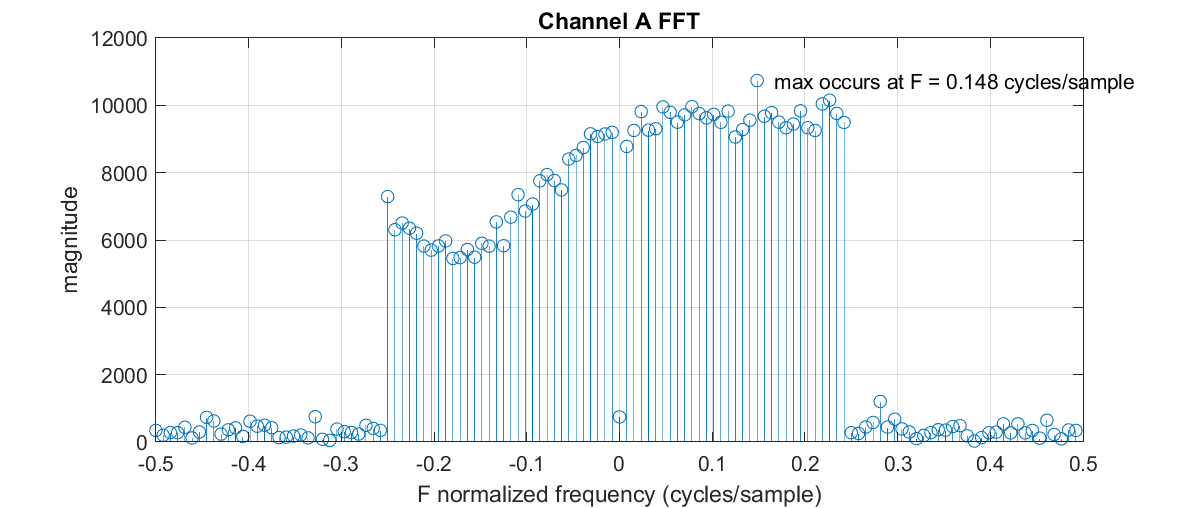 Channel A FFT
12000
10000
8000
6000
4000
2000
0
magnitude
max occurs at F = 0.148 cycles/sample
-0.5 -0.4 -0.3 -0.2 -0.1 0 0.1 0.2 0.3 0.4 0.5
F normalized frequency (cycles/sample)